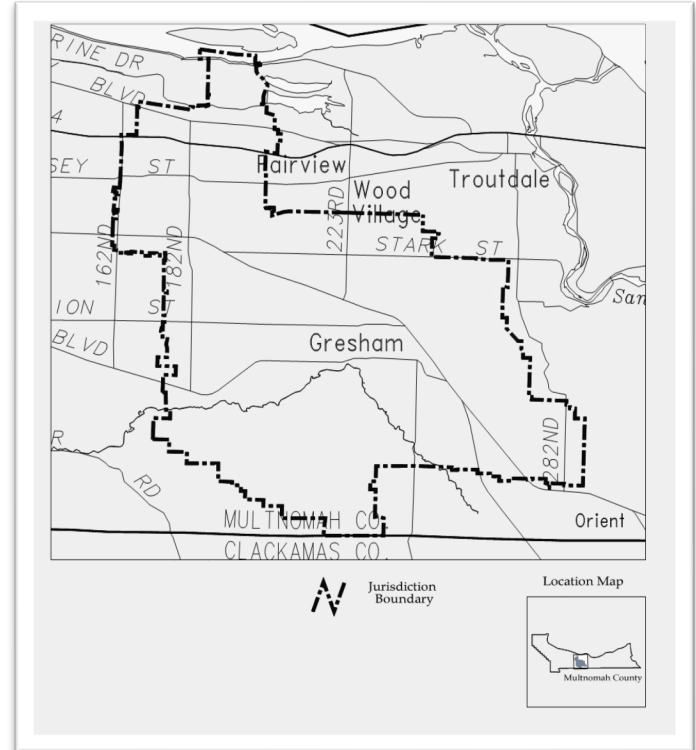 RINE DR
BLVD
4
SEY ST
Fairview
Wood
Village
Troutdale
223RD
STARK ST
162ND
182ND
San
ION ST
BLVD
Gresham
282ND
R
RD
MULTNOMAH CO.
CLACKAMAS CO.
Orient
Jurisdiction
Boundary
Location Map
Multnomah County